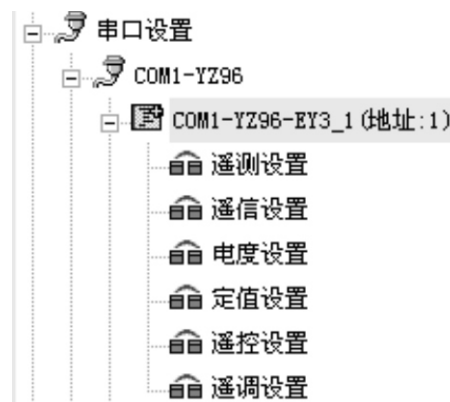 串口设置
COM1-YZ96
COM1-YZ96-EY3_1(地址:1)
遥测设置
遥信设置
电度设置
定值设置
遥控设置
遥调设置